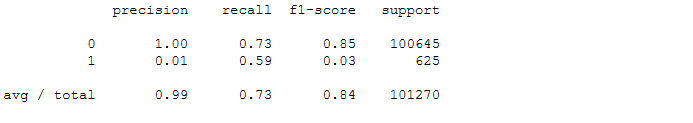 precision recall f1-score support
0 1.00 0.73 0.85 100645
1 0.01 0.59 0.03 625
avg / total 0.99 0.73 0.84 101270